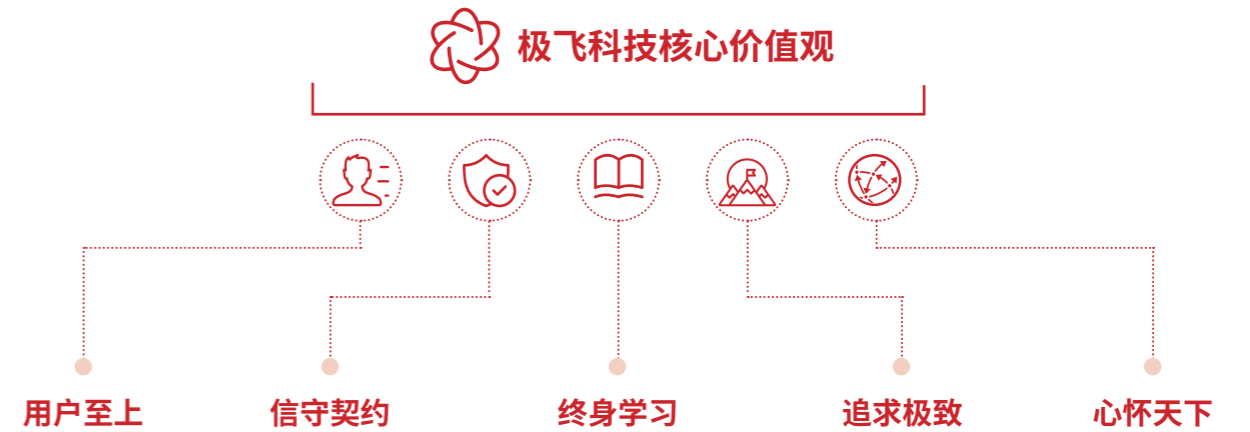 极飞科技核心价值观
用户至上
信守契约
终身学习
追求极致
心怀天下